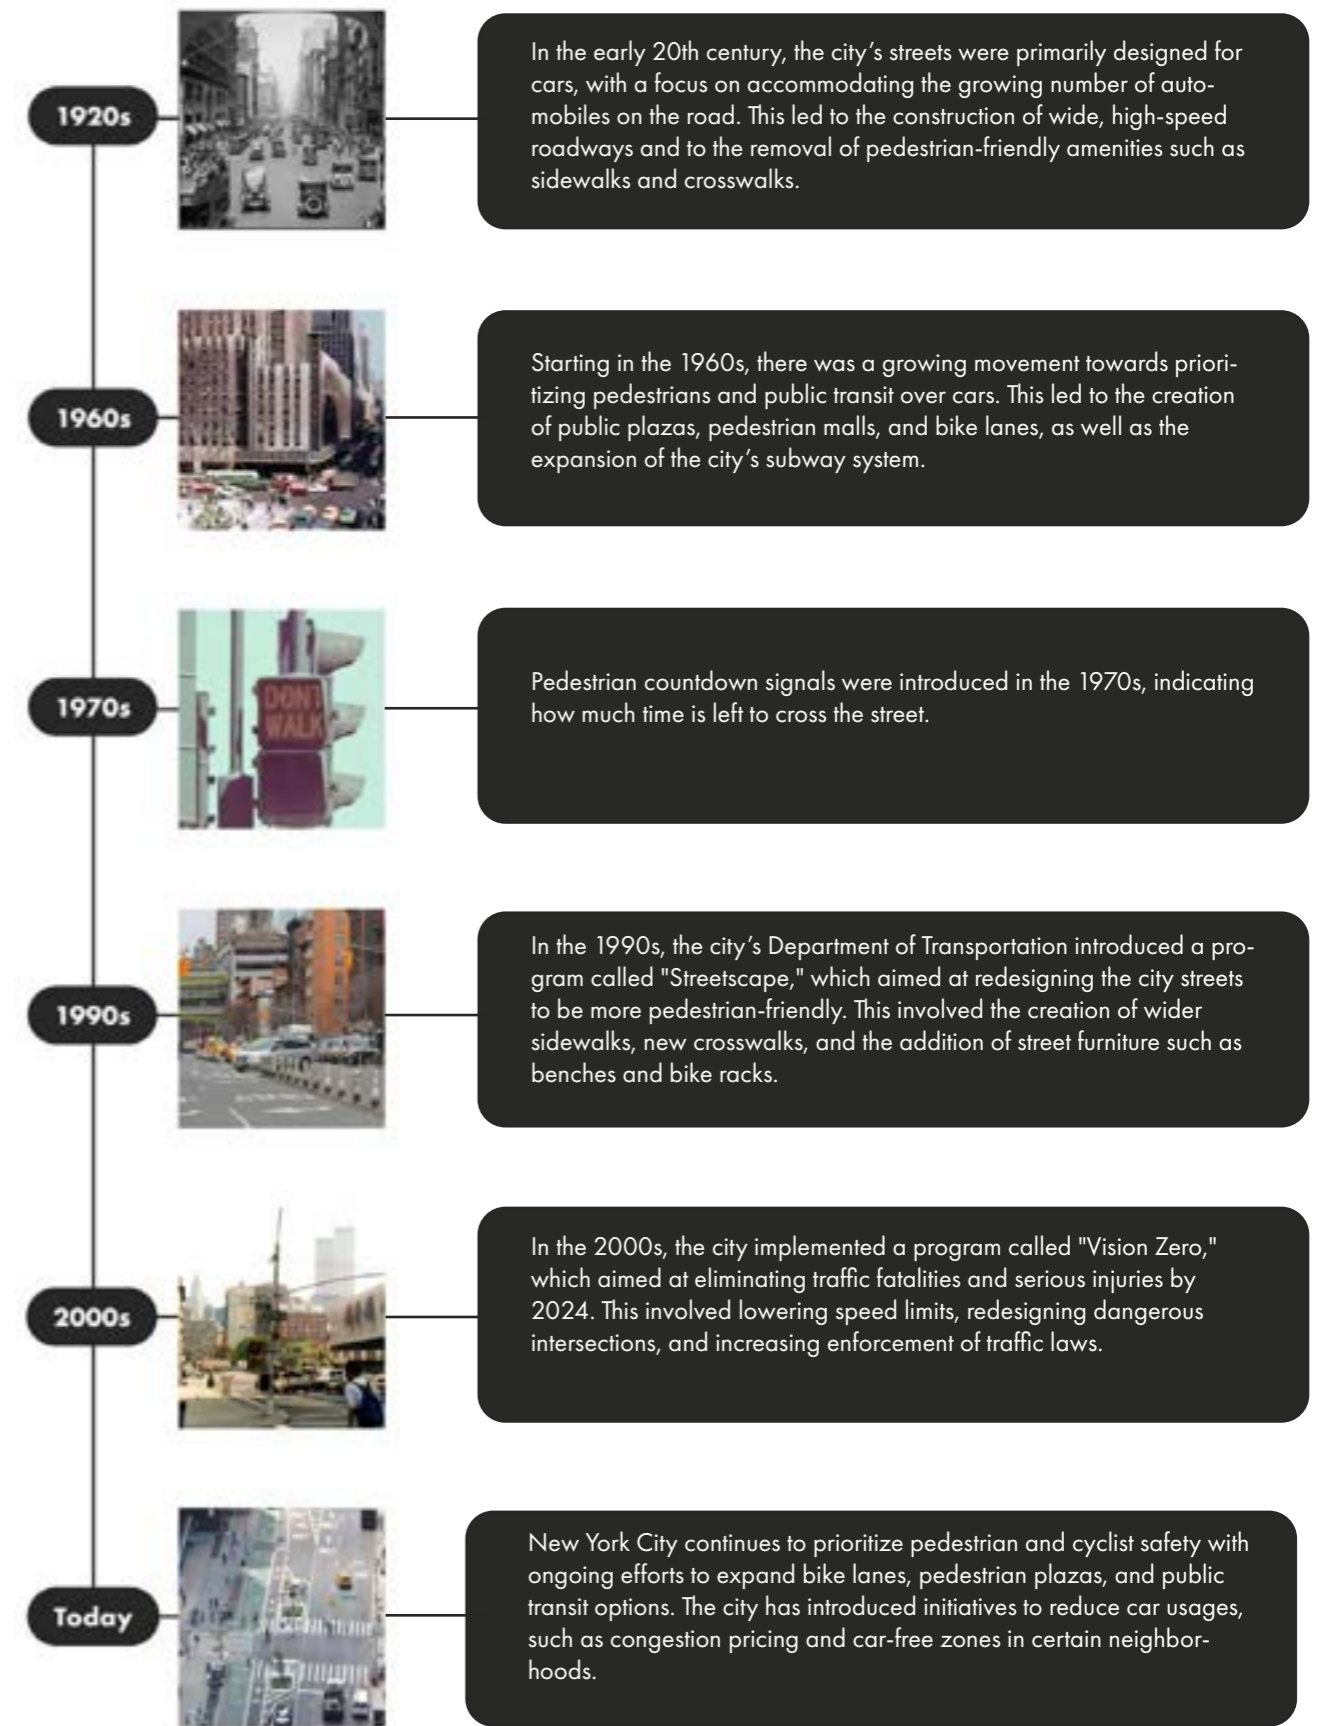 1920s
In the early 20th century, the city’s streets were primarily designed for
cars, with a focus on accommodating the growing number of auto-
mobiles on the road. This led to the construction of wide, high-speed
roadways and to the removal of pedestrian-friendly amenities such as
sidewalks and crosswalks.
1960s
Starting in the 1960s, there was a growing movement towards priori-
tizing pedestrians and public transit over cars. This led to the creation
of public plazas, pedestrian malls, and bike lanes, as well as the
expansion of the city’s subway system.
1970s
DON'T
WALK
Pedestrian countdown signals were introduced in the 1970s, indicating
how much time is left to cross the street.
1990s
In the 1990s, the city’s Department of Transportation introduced a pro-
gram called "Streetscape," which aimed at redesigning the city streets
to be more pedestrian-friendly. This involved the creation of wider
sidewalks, new crosswalks, and the addition of street furniture such as
benches and bike racks.
2000s
In the 2000s, the city implemented a program called "Vision Zero,"
which aimed at eliminating traffic fatalities and serious injuries by
2024. This involved lowering speed limits, redesigning dangerous
intersections, and increasing enforcement of traffic laws.
Today
New York City continues to prioritize pedestrian and cyclist safety with
ongoing efforts to expand bike lanes, pedestrian plazas, and public
transit options. The city has introduced initiatives to reduce car usages,
such as congestion pricing and car-free zones in certain neighbor-
hoods.